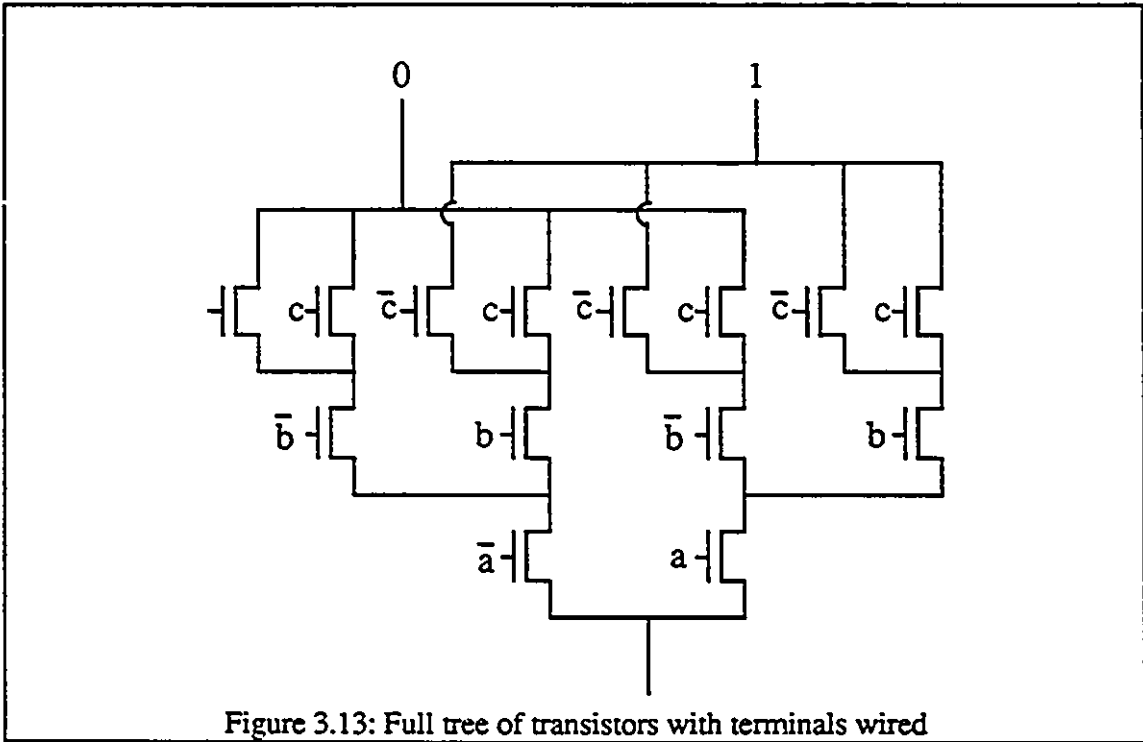 0 1
c c̅ c c̅ c c̅ c
b̅ b b̅ b
a̅ a
Figure 3.13: Full tree of transistors with terminals wired